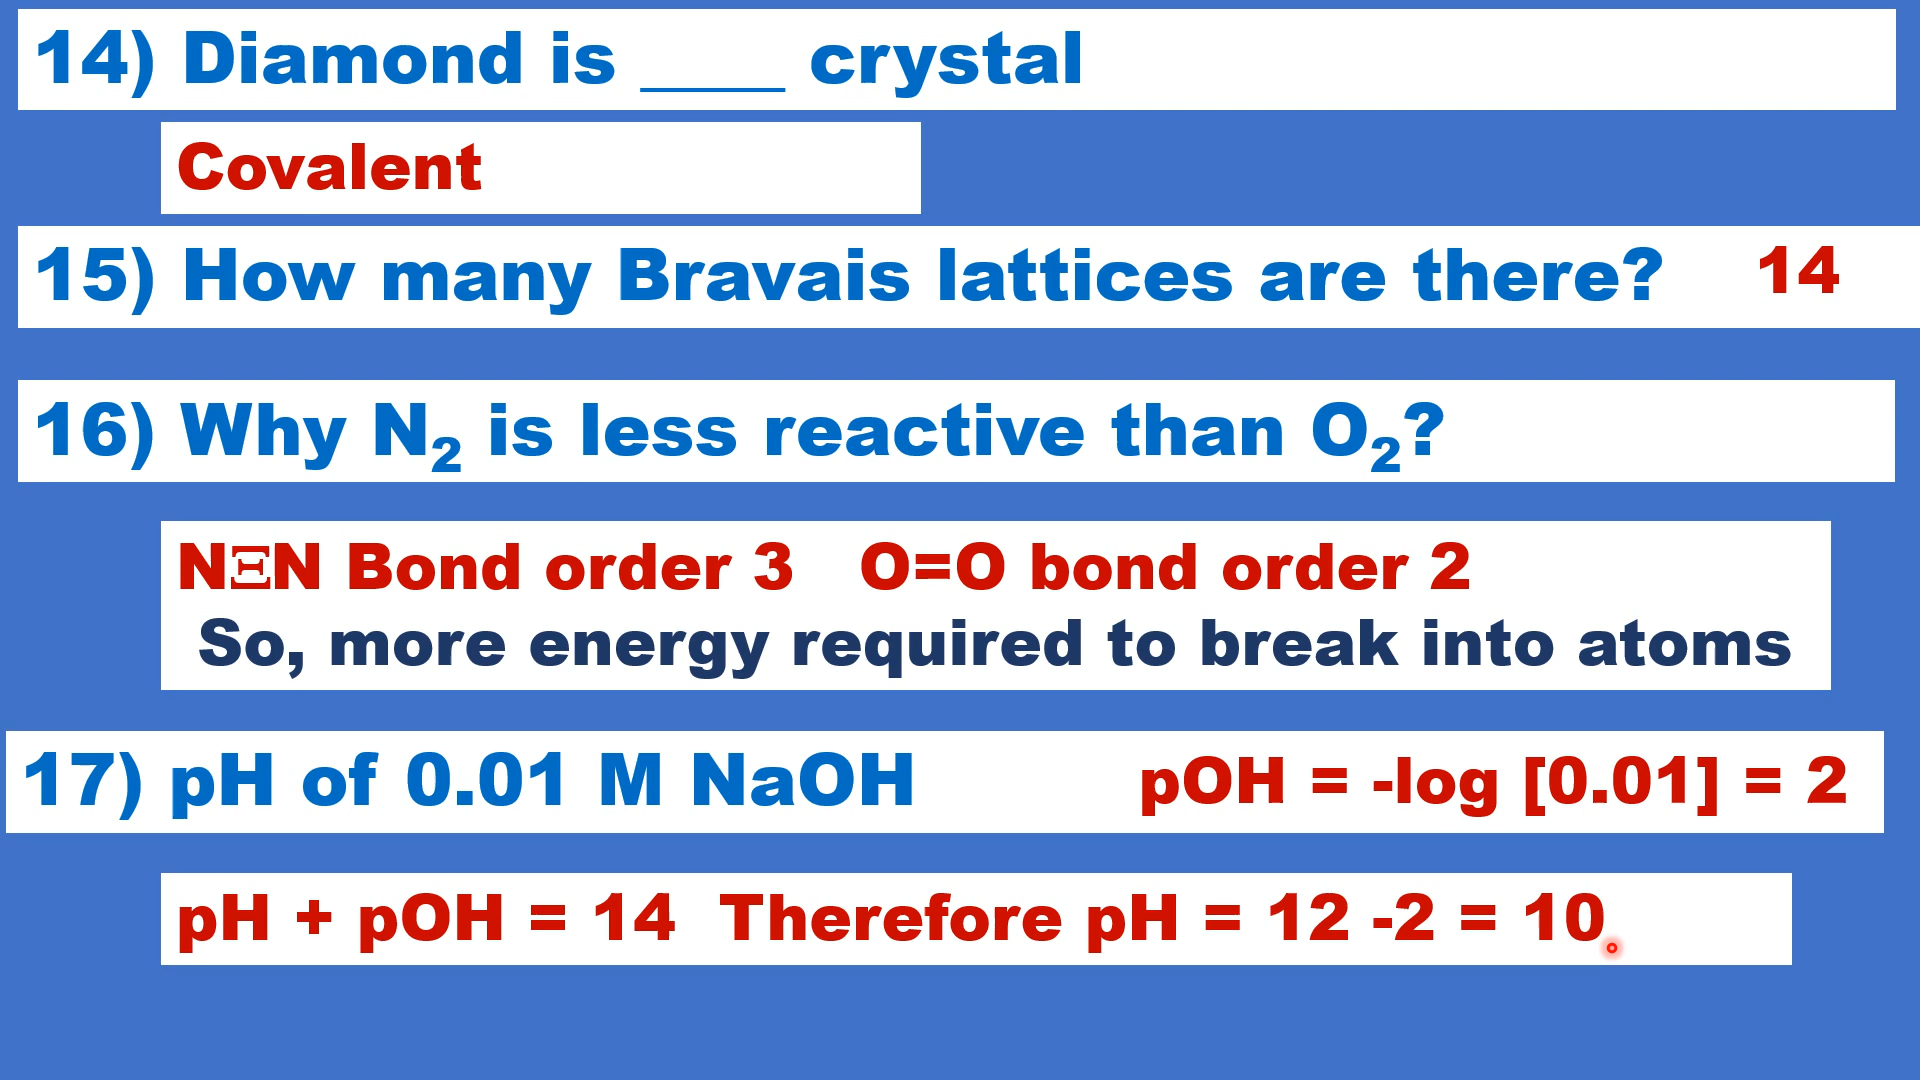 14) Diamond is ____ crystal
Covalent
15) How many Bravais lattices are there? 14
16) Why N₂ is less reactive than O₂?
NΞN Bond order 3 O=O bond order 2
So, more energy required to break into atoms
17) pH of 0.01 M NaOH pOH = -log [0.01] = 2
pH + pOH = 14 Therefore pH = 12 -2 = 10